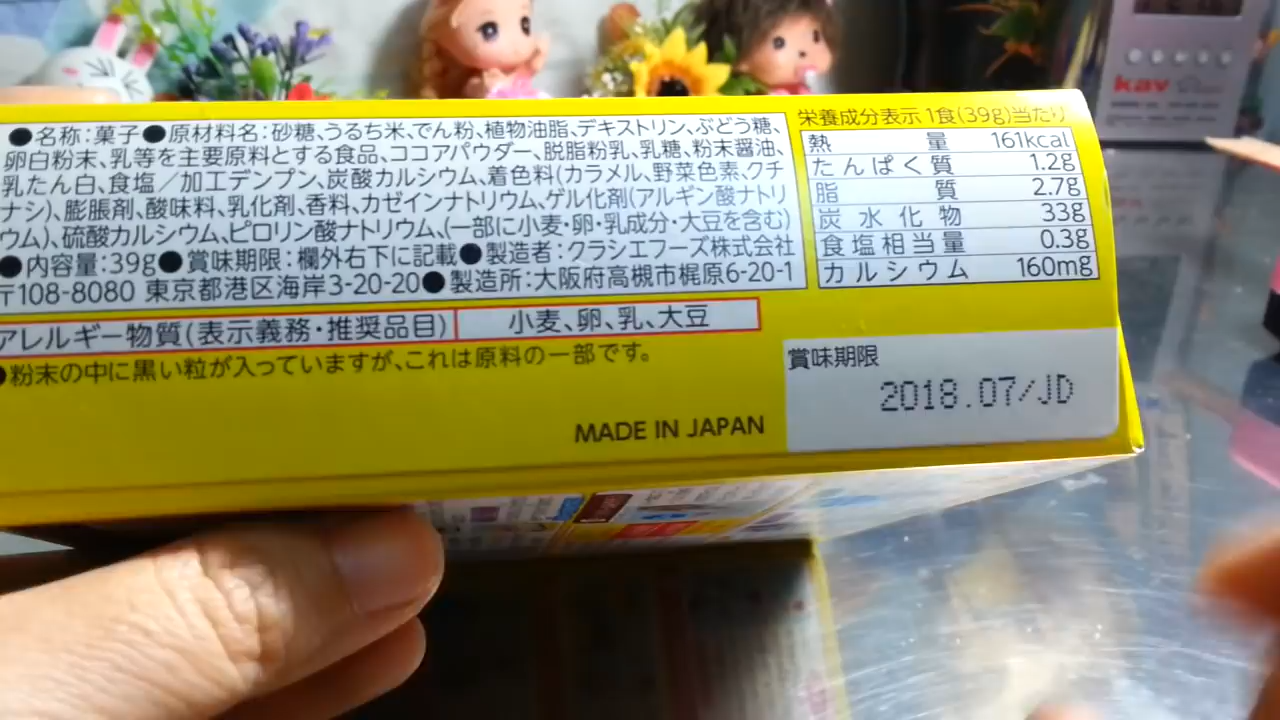 ●名称:菓子●原材料名:砂糖、うるち米、でん粉、植物油脂、デキストリン、ぶどう糖、
卵白粉末、乳等を主要原料とする食品、ココアパウダー、脱脂粉乳、乳糖、粉末醤油、
乳たん白、食塩/加工デンプン、炭酸カルシウム、着色料(カラメル、野菜色素、クチ
ナシ)、膨脹剤、酸味料、乳化剤、香料、カゼインナトリウム、ゲル化剤(アルギン酸ナトリ
ウム)、硫酸カルシウム、ピロリン酸ナトリウム、(一部に小麦・卵・乳成分・大豆を含む)
●内容量:39g●賞味期限:欄外右下に記載●製造者:クラシエフーズ株式会社
〒108-8080 東京都港区海岸3-20-20●製造所:大阪府高槻市梶原6-20-1
アレルギー物質(表示義務・推奨品目) 小麦、卵、乳、大豆
●粉末の中に黒い粒が入っていますが、これは原料の一部です。
MADE IN JAPAN
栄養成分表示 1食(39g)当たり
熱量 161kcal
たんぱく質 1.2g
脂質 2.7g
炭水化物 33g
食塩相当量 0.3g
カルシウム 160mg
賞味期限
2018.07/JD
kav